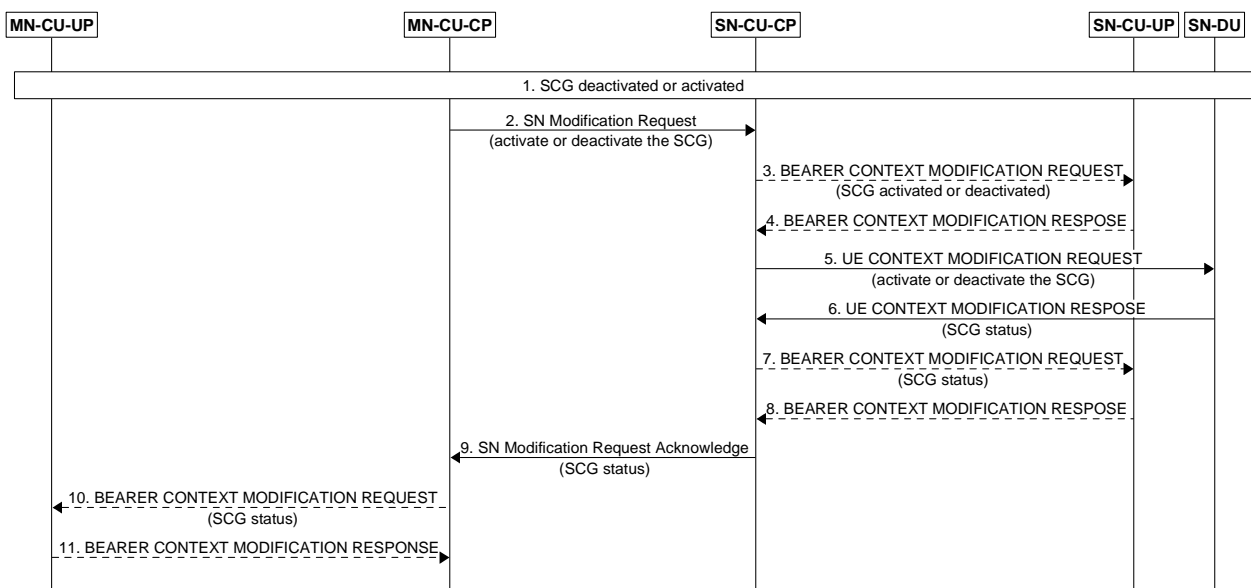 MN-CU-UP MN-CU-CP SN-CU-CP SN-CU-UP SN-DU
1. SCG deactivated or activated
2. SN Modification Request
(activate or deactivate the SCG)
3. BEARER CONTEXT MODIFICATION REQUEST
(SCG activated or deactivated)
4. BEARER CONTEXT MODIFICATION RESPOSE
5. UE CONTEXT MODIFICATION REQUEST
(activate or deactivate the SCG)
6. UE CONTEXT MODIFICATION RESPOSE
(SCG status)
7. BEARER CONTEXT MODIFICATION REQUEST
(SCG status)
8. BEARER CONTEXT MODIFICATION RESPOSE
9. SN Modification Request Acknowledge
(SCG status)
10. BEARER CONTEXT MODIFICATION REQUEST
(SCG status)
11. BEARER CONTEXT MODIFICATION RESPONSE